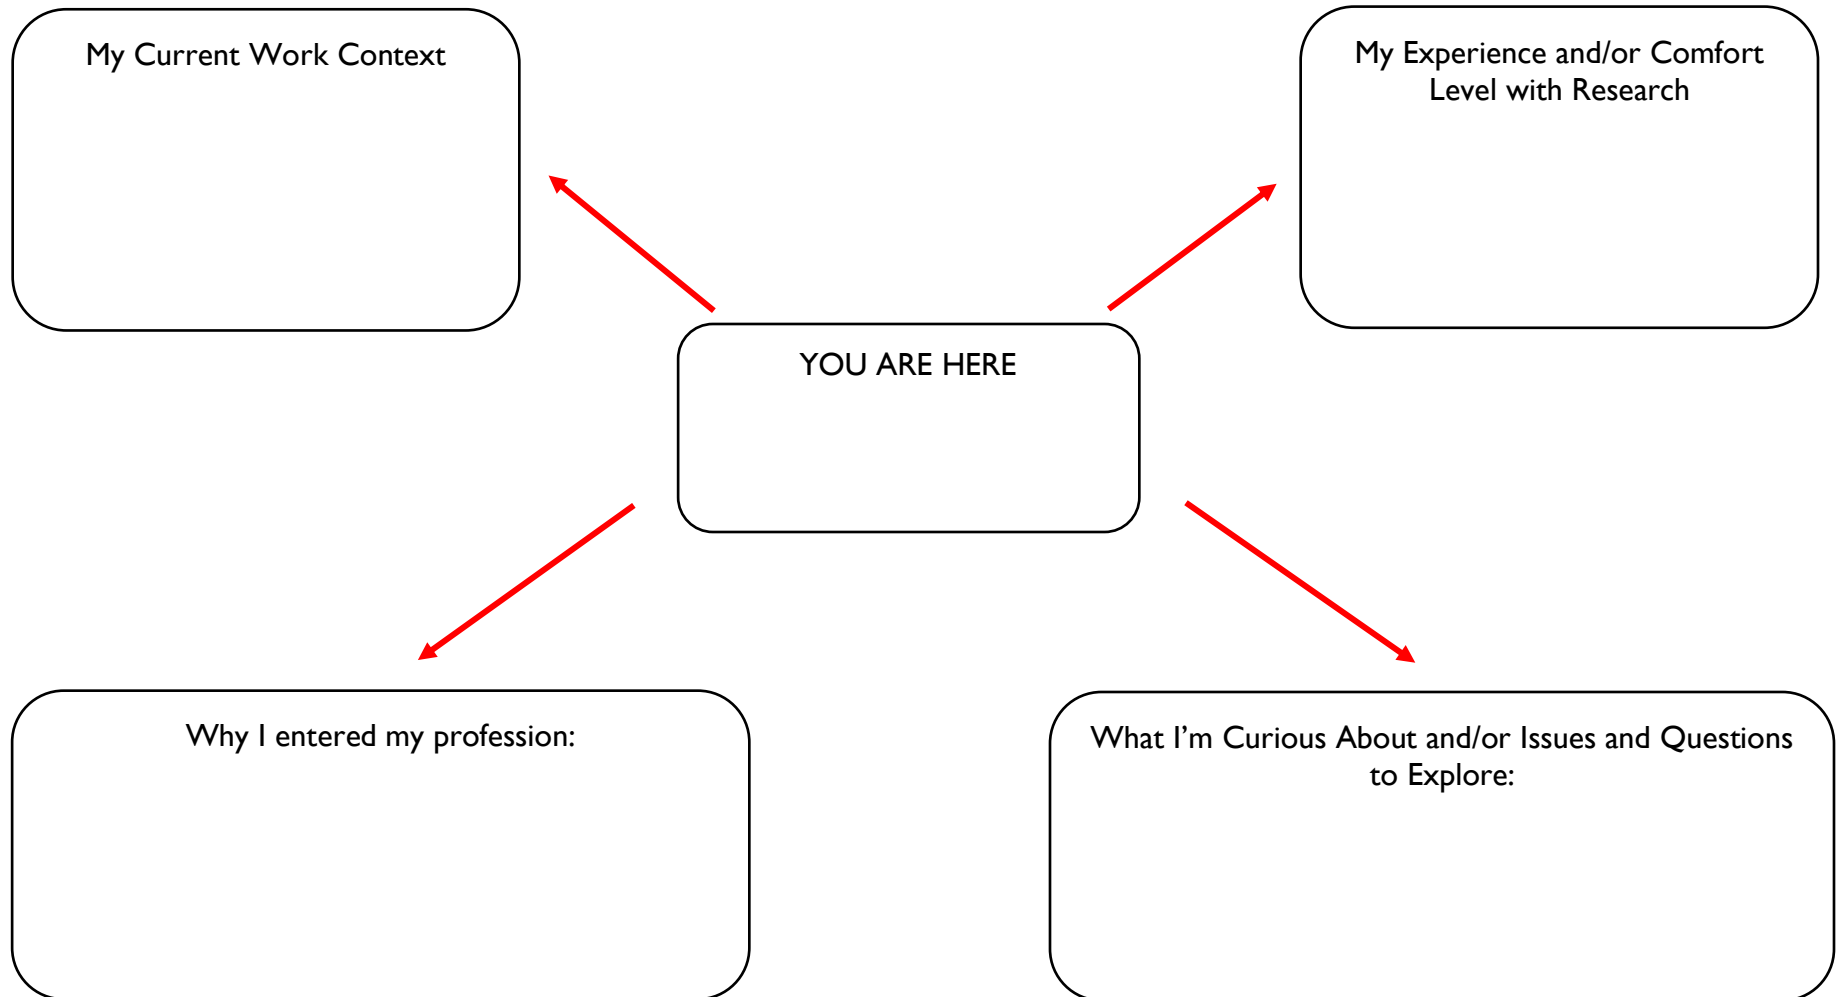 My Current Work Context
My Experience and/or Comfort
Level with Research
YOU ARE HERE
Why I entered my profession:
What I’m Curious About and/or Issues and Questions
to Explore: